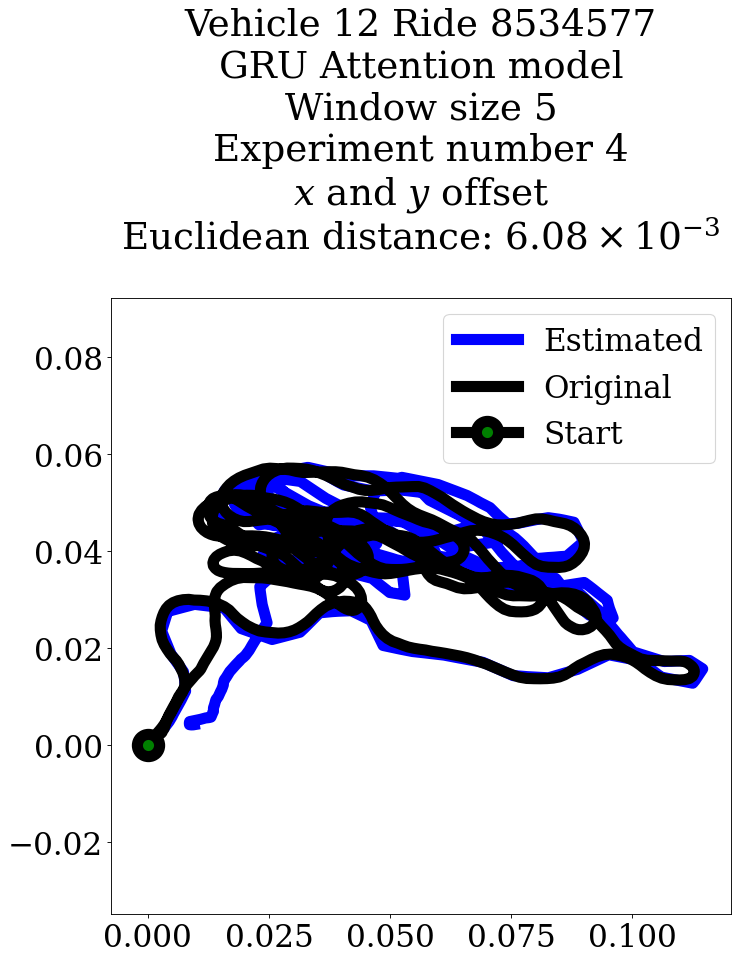 Vehicle 12 Ride 8534577
GRU Attention model
Window size 5
Experiment number 4
x and y offset
Euclidean distance: 6.08 × 10⁻³
Estimated
Original
Start
0.08
0.06
0.04
0.02
0.00
−0.02
0.000 0.025 0.050 0.075 0.100